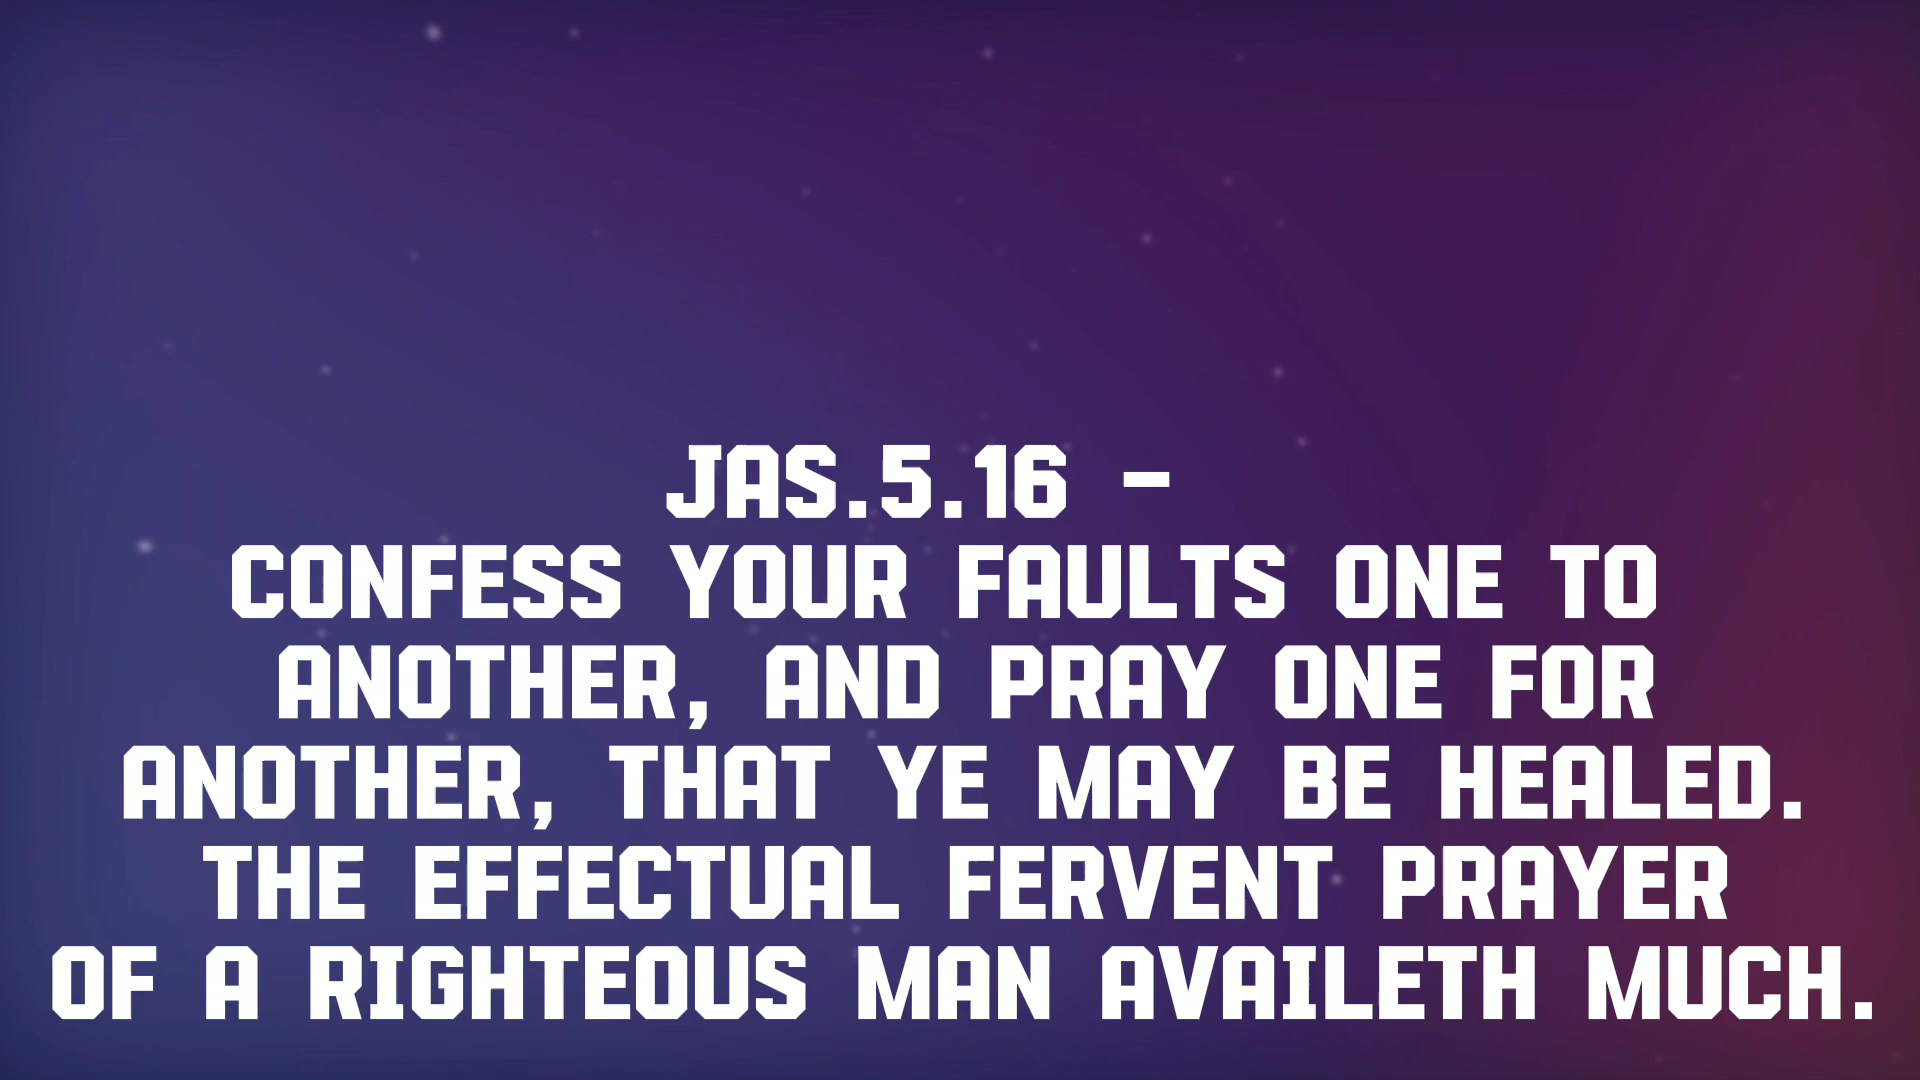 JAS.5.16 -
CONFESS YOUR FAULTS ONE TO
ANOTHER, AND PRAY ONE FOR
ANOTHER, THAT YE MAY BE HEALED.
THE EFFECTUAL FERVENT PRAYER
OF A RIGHTEOUS MAN AVAILETH MUCH.